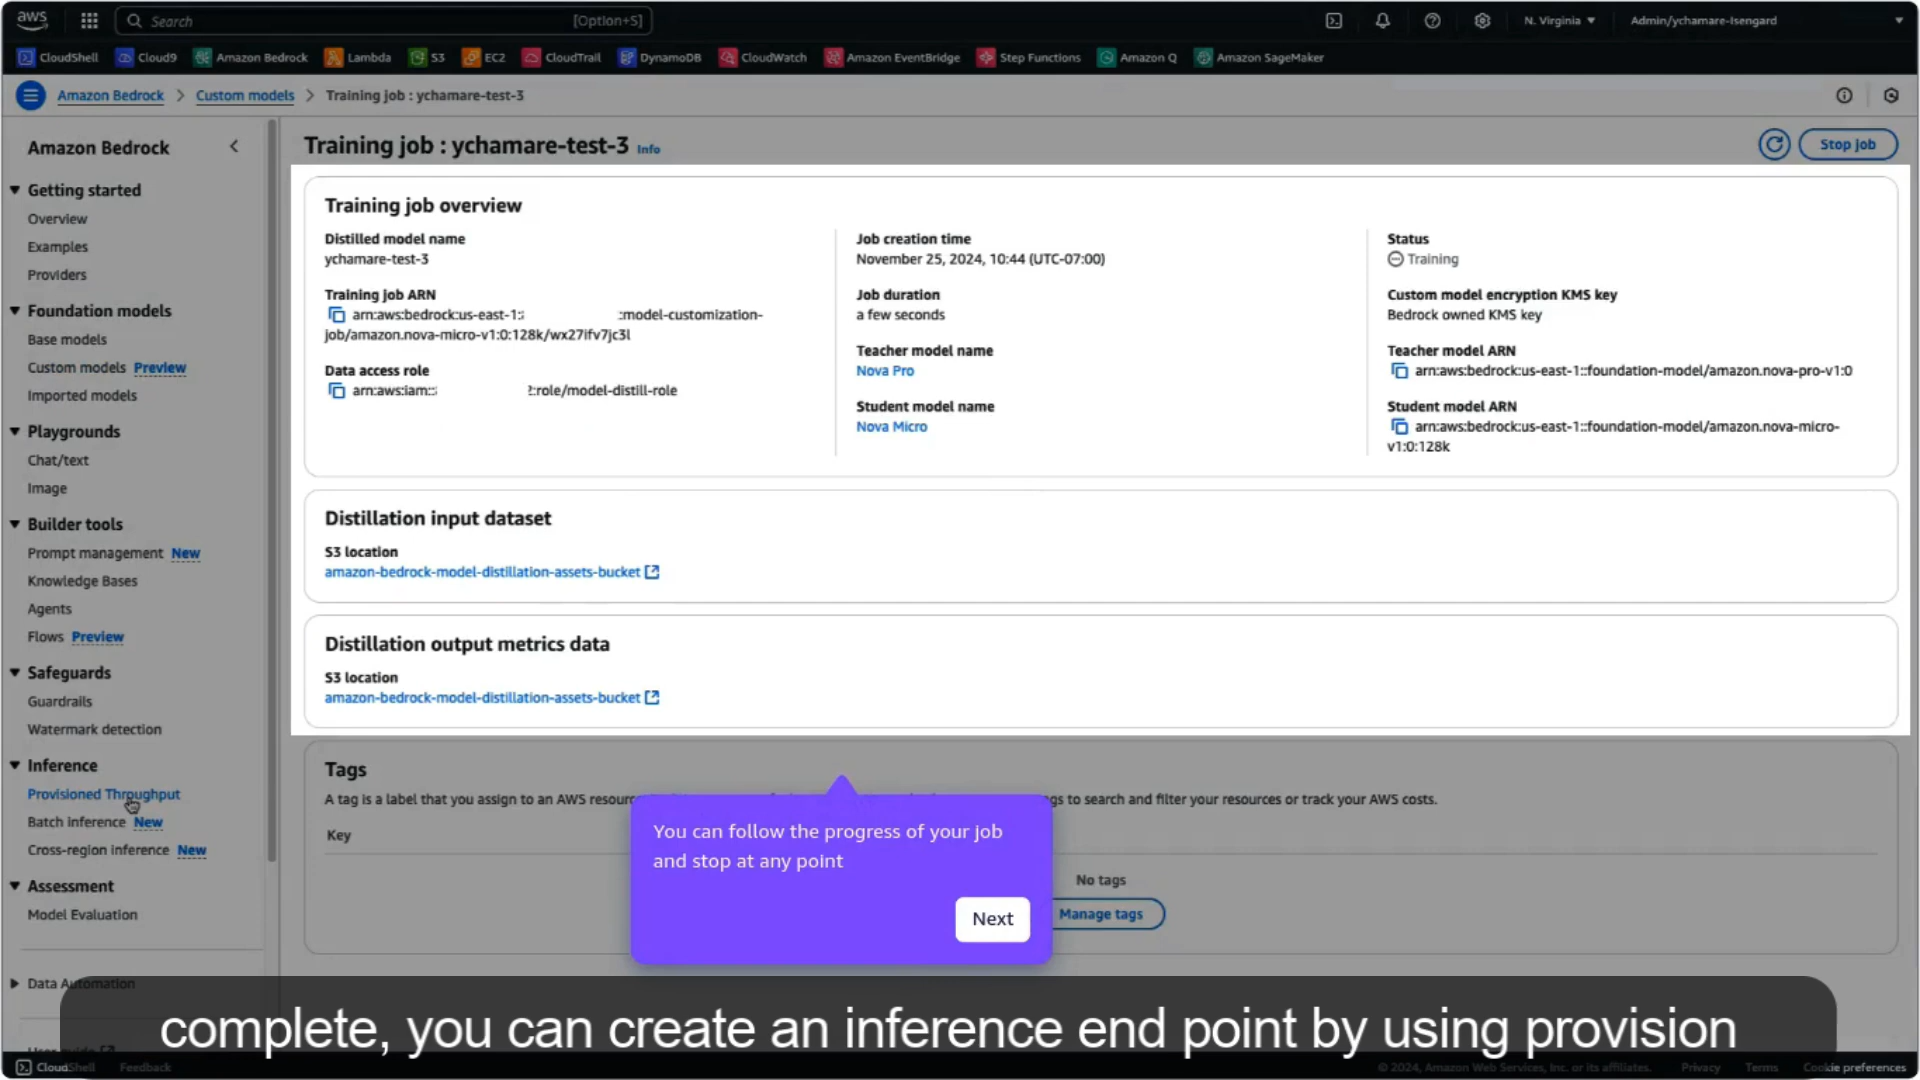 aws
Search [Option+S]
N. Virginia
Admin/ychamare-Isengard
CloudShell
Cloud9
Amazon Bedrock
Lambda
S3
EC2
CloudTrail
DynamoDB
CloudWatch
Amazon EventBridge
Step Functions
Amazon Q
Amazon SageMaker
Amazon Bedrock > Custom models > Training job : ychamare-test-3
Amazon Bedrock
Getting started
Overview
Examples
Providers
Foundation models
Base models
Custom models Preview
Imported models
Playgrounds
Chat/text
Image
Builder tools
Prompt management New
Knowledge Bases
Agents
Flows Preview
Safeguards
Guardrails
Watermark detection
Inference
Provisioned Throughput
Batch inference New
Cross-region inference New
Assessment
Model Evaluation
Data Automation
Training job : ychamare-test-3 Info
Stop job
Training job overview
Distilled model name
ychamare-test-3
Training job ARN
arn:aws:bedrock:us-east-1: :model-customization-
job/amazon.nova-micro-v1:0:128k/wx27ifv7jc3l
Data access role
arn:aws:iam:: :role/model-distill-role
Job creation time
November 25, 2024, 10:44 (UTC-07:00)
Job duration
a few seconds
Teacher model name
Nova Pro
Student model name
Nova Micro
Status
Training
Custom model encryption KMS key
Bedrock owned KMS key
Teacher model ARN
arn:aws:bedrock:us-east-1::foundation-model/amazon.nova-pro-v1:0
Student model ARN
arn:aws:bedrock:us-east-1::foundation-model/amazon.nova-micro-
v1:0:128k
Distillation input dataset
S3 location
amazon-bedrock-model-distillation-assets-bucket
Distillation output metrics data
S3 location
amazon-bedrock-model-distillation-assets-bucket
Tags
A tag is a label that you assign to an AWS to search and filter your resources or track your AWS costs.
Key
No tags
Manage tags
You can follow the progress of your job
and stop at any point
Next
complete, you can create an inference end point by using provision
CloudShell
Feedback
© 2024, Amazon Web Services, Inc. or its affiliates.
Privacy
Terms
Cookie preferences